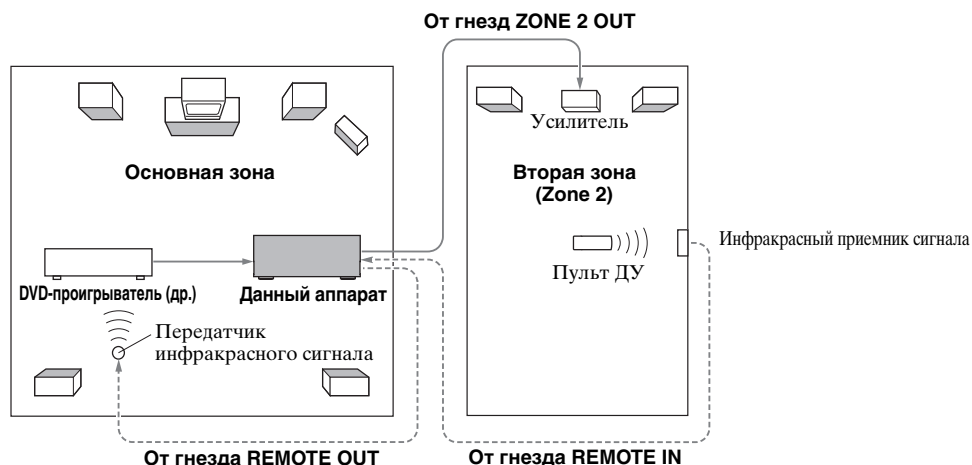 От гнезд ZONE 2 OUT
Усилитель
Основная зона
Вторая зона
(Zone 2)
Инфракрасный приемник сигнала
Пульт ДУ
DVD-проигрыватель (др.)
Данный аппарат
Передатчик
инфракрасного сигнала
От гнезда REMOTE OUT
От гнезда REMOTE IN